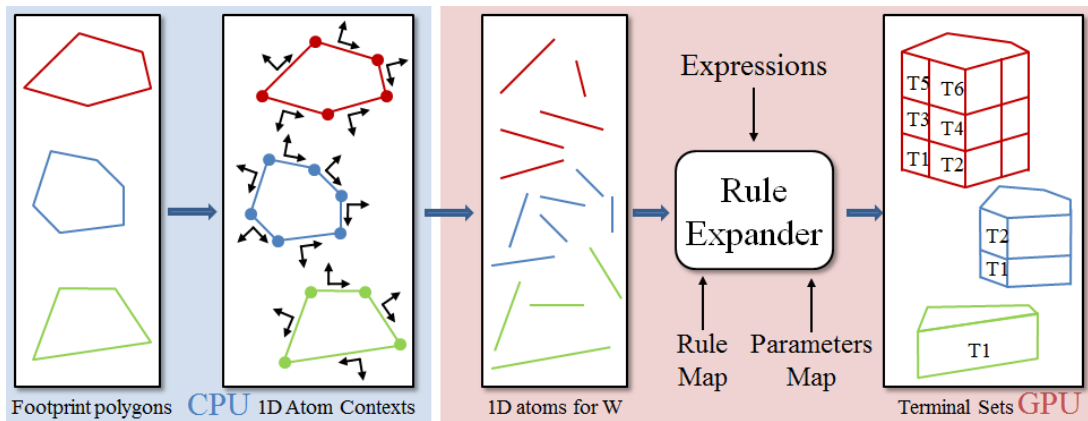 Expressions
Rule
Expander
Rule
Map
Parameters
Map
T5
T6
T3
T4
T1
T2
T2
T1
T1
Footprint polygons
CPU
1D Atom Contexts
1D atoms for W
Terminal Sets
GPU